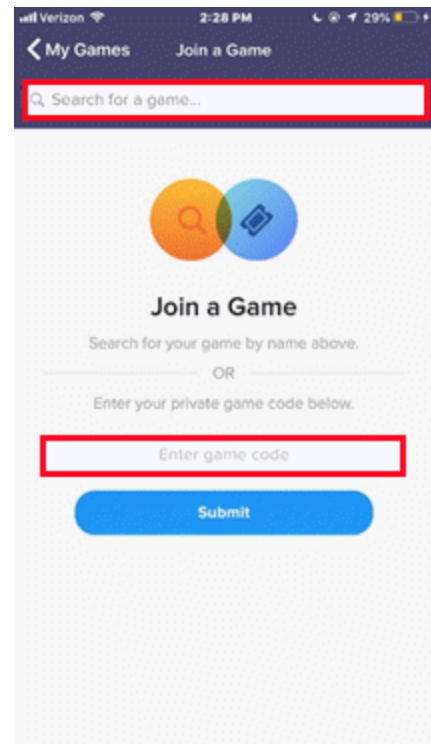 Verizon 2:28 PM 29%
My Games Join a Game
Search for a game...
Join a Game
Search for your game by name above.
OR
Enter your private game code below.
Enter game code
Submit